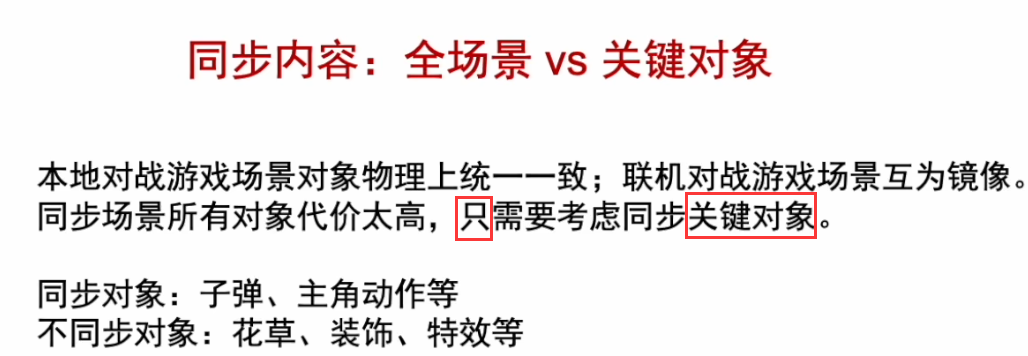 同步内容：全场景 vs 关键对象
本地对战游戏场景对象物理上统一一致；联机对战游戏场景互为镜像。
同步场景所有对象代价太高，只需要考虑同步关键对象。
同步对象：子弹、主角动作等
不同步对象：花草、装饰、特效等